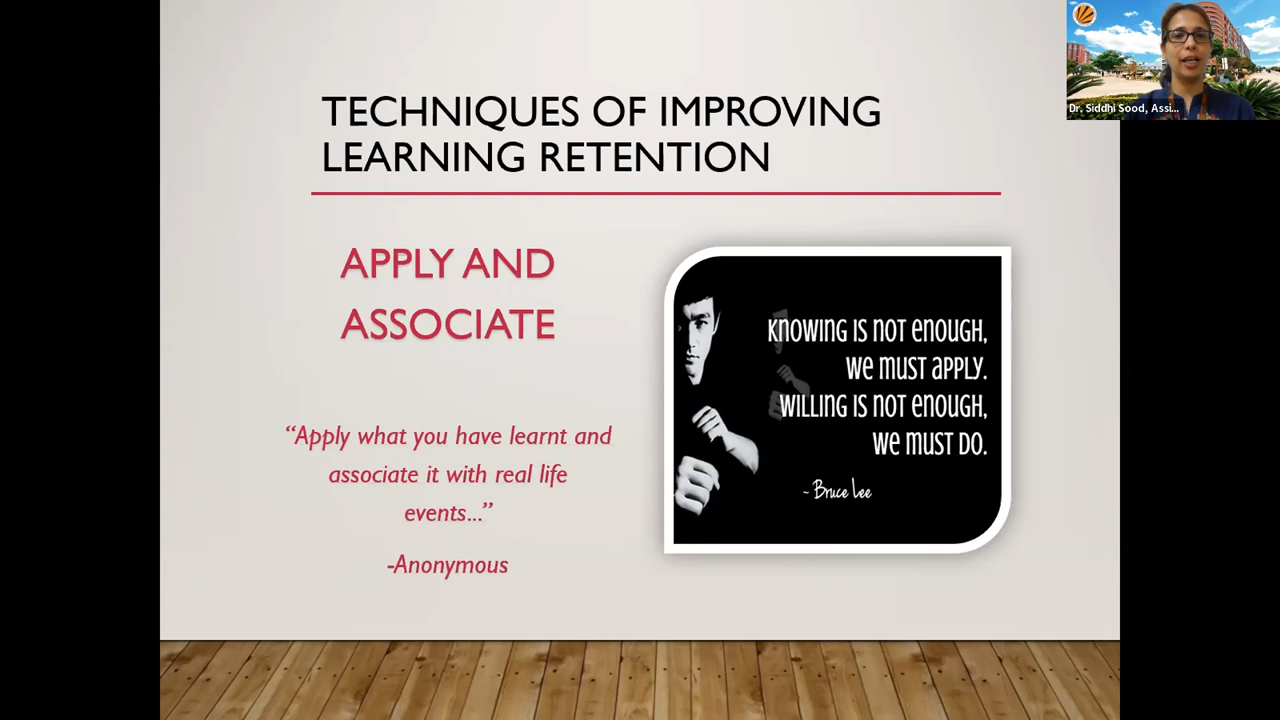 TECHNIQUES OF IMPROVING
LEARNING RETENTION
APPLY AND
ASSOCIATE
“Apply what you have learnt and
associate it with real life
events...”
-Anonymous
KNOWING IS NOT ENOUGH,
WE MUST APPLY.
WILLING IS NOT ENOUGH,
WE MUST DO.
~ Bruce Lee
Dr. Siddhi Sood, Assi...